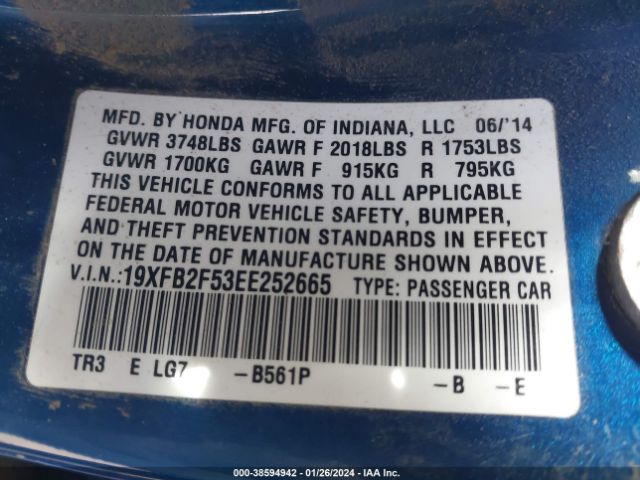 MFD. BY HONDA MFG. OF INDIANA, LLC 06/'14
GVWR 3748LBS GAWR F 2018LBS R 1753LBS
GVWR 1700KG GAWR F 915KG R 795KG
THIS VEHICLE CONFORMS TO ALL APPLICABLE
FEDERAL MOTOR VEHICLE SAFETY, BUMPER,
AND THEFT PREVENTION STANDARDS IN EFFECT
ON THE DATE OF MANUFACTURE SHOWN ABOVE.
V.I.N.:19XFB2F53EE252665 TYPE: PASSENGER CAR
TR3 E LG7 -B561P -B -E
000-38594942 - 01/26/2024 - IAA Inc.